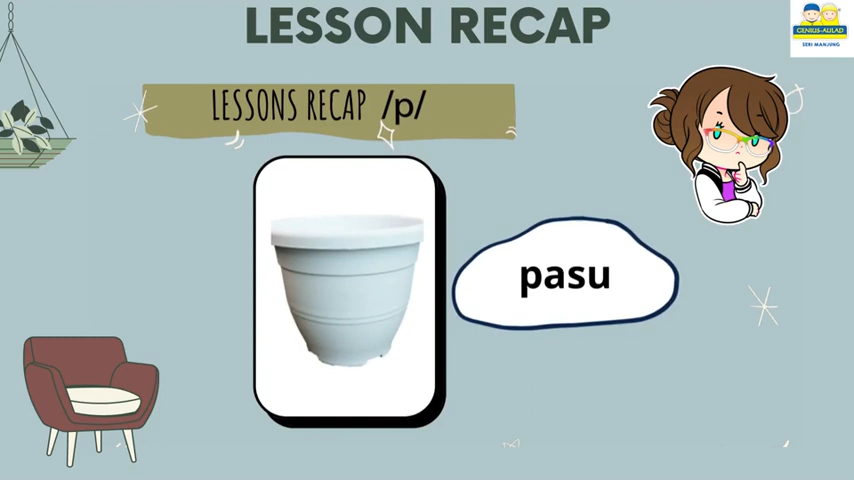 LESSON RECAP
GENIUS-AULAD
SERI MANJUNG
LESSONS RECAP /p/
pasu